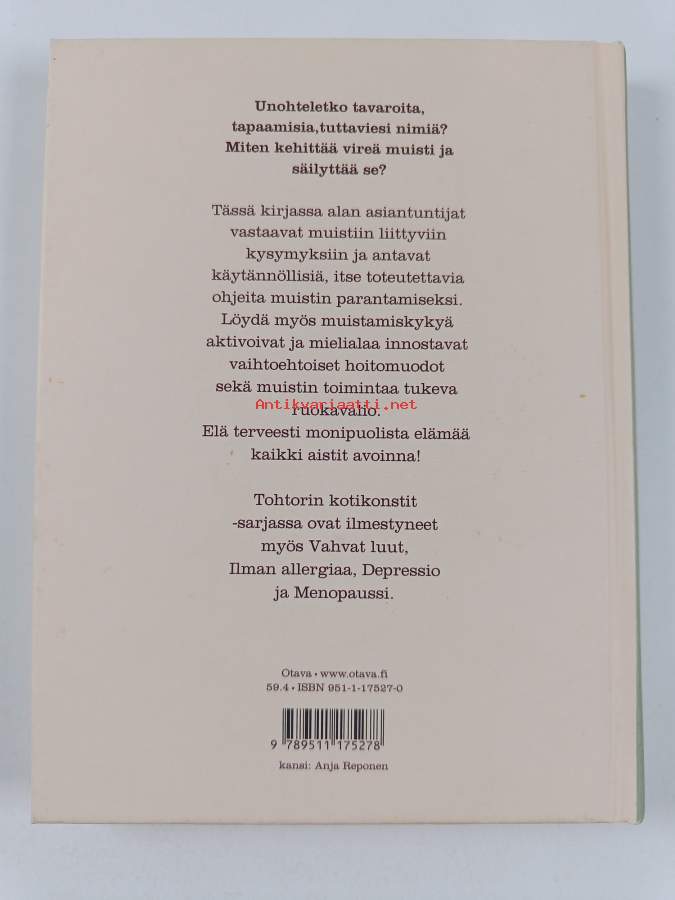 Unohteletko tavaroita,
tapaamisia,tuttaviesi nimiä?
Miten kehittää vireä muisti ja
säilyttää se?
Tässä kirjassa alan asiantuntijat
vastaavat muistiin liittyviin
kysymyksiin ja antavat
käytännöllisiä, itse toteutettavia
ohjeita muistin parantamiseksi.
Löydä myös muistamiskykyä
aktivoivat ja mielialaa innostavat
vaihtoehtoiset hoitomuodot
sekä muistin toimintaa tukeva
Antikvariaatti.net
ruokavalio.
Elä terveesti monipuolista elämää
kaikki aistit avoinna!
Tohtorin kotikonstit
-sarjassa ovat ilmestyneet
myös Vahvat luut,
Ilman allergiaa, Depressio
ja Menopaussi.
Otava • www.otava.fi
59.4 • ISBN 951-1-17527-0
9 789511 175278
kansi: Anja Reponen